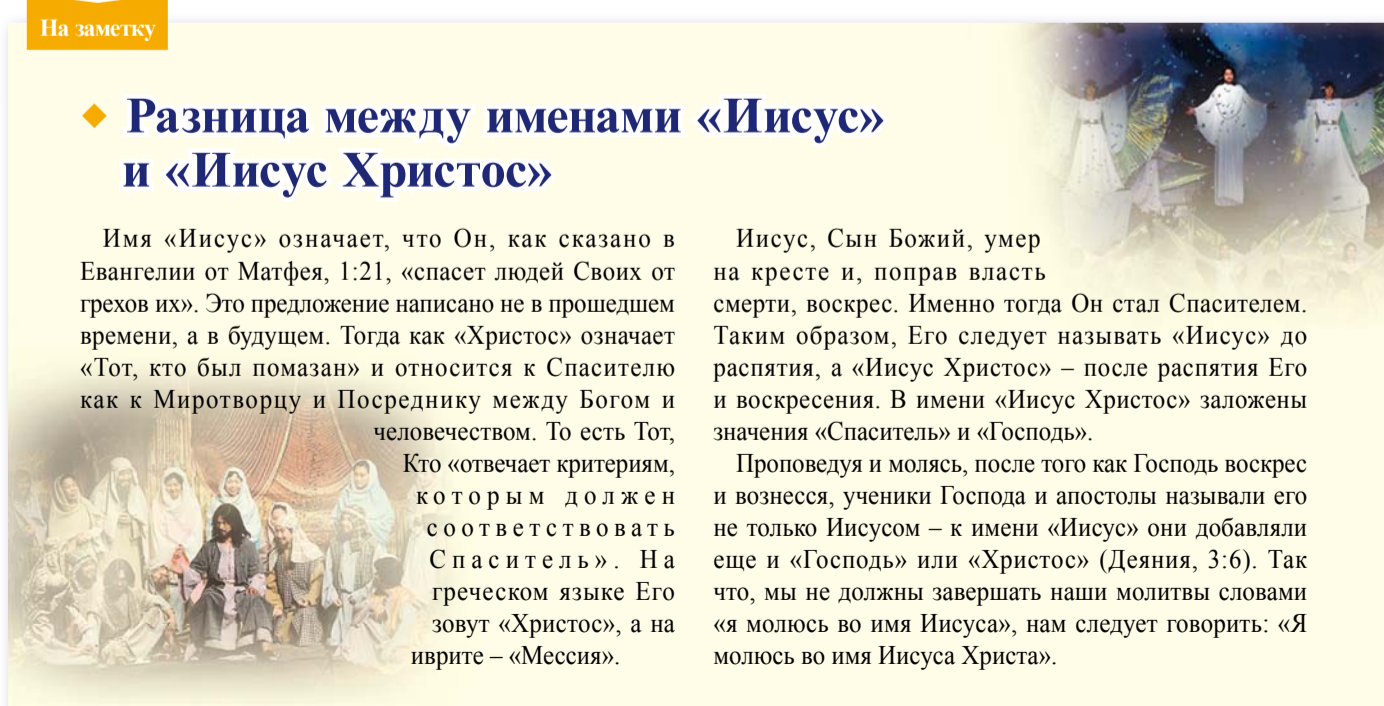 На заметку
Разница между именами «Иисус»
и «Иисус Христос»
Имя «Иисус» означает, что Он, как сказано в
Евангелии от Матфея, 1:21, «спасет людей Своих от
грехов их». Это предложение написано не в прошедшем
времени, а в будущем. Тогда как «Христос» означает
«Тот, кто был помазан» и относится к Спасителю
как к Миротворцу и Посреднику между Богом и
человечеством. То есть Тот,
Кто «отвечает критериям,
которым должен
соответствовать
Спаситель». На
греческом языке Его
зовут «Христос», а на
иврите – «Мессия».
Иисус, Сын Божий, умер
на кресте и, поправ власть
смерти, воскрес. Именно тогда Он стал Спасителем.
Таким образом, Его следует называть «Иисус» до
распятия, а «Иисус Христос» – после распятия Его
и воскресения. В имени «Иисус Христос» заложены
значения «Спаситель» и «Господь».
Проповедуя и молясь, после того как Господь воскрес
и вознесся, ученики Господа и апостолы называли его
не только Иисусом – к имени «Иисус» они добавляли
еще и «Господь» или «Христос» (Деяния, 3:6). Так
что, мы не должны завершать наши молитвы словами
«я молюсь во имя Иисуса», нам следует говорить: «Я
молюсь во имя Иисуса Христа».